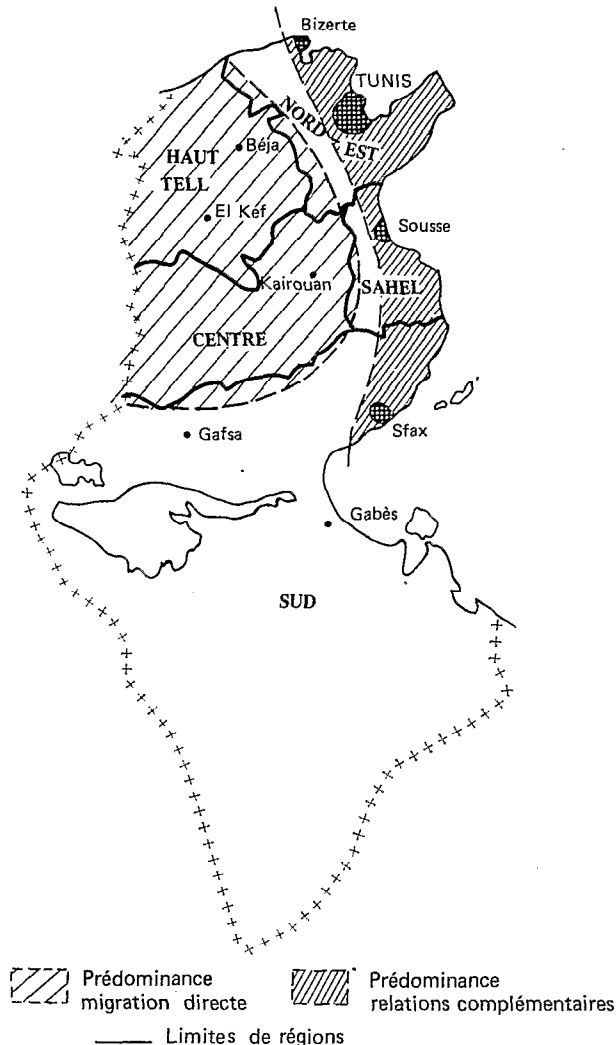 Bizerte
TUNIS
NORD EST
Béja
HAUT
TELL
El Kef
Sousse
Kairouan
SAHEL
CENTRE
Gafsa
Sfax
Gabès
SUD
Prédominance
migration directe
Prédominance
relations complémentaires
Limites de régions